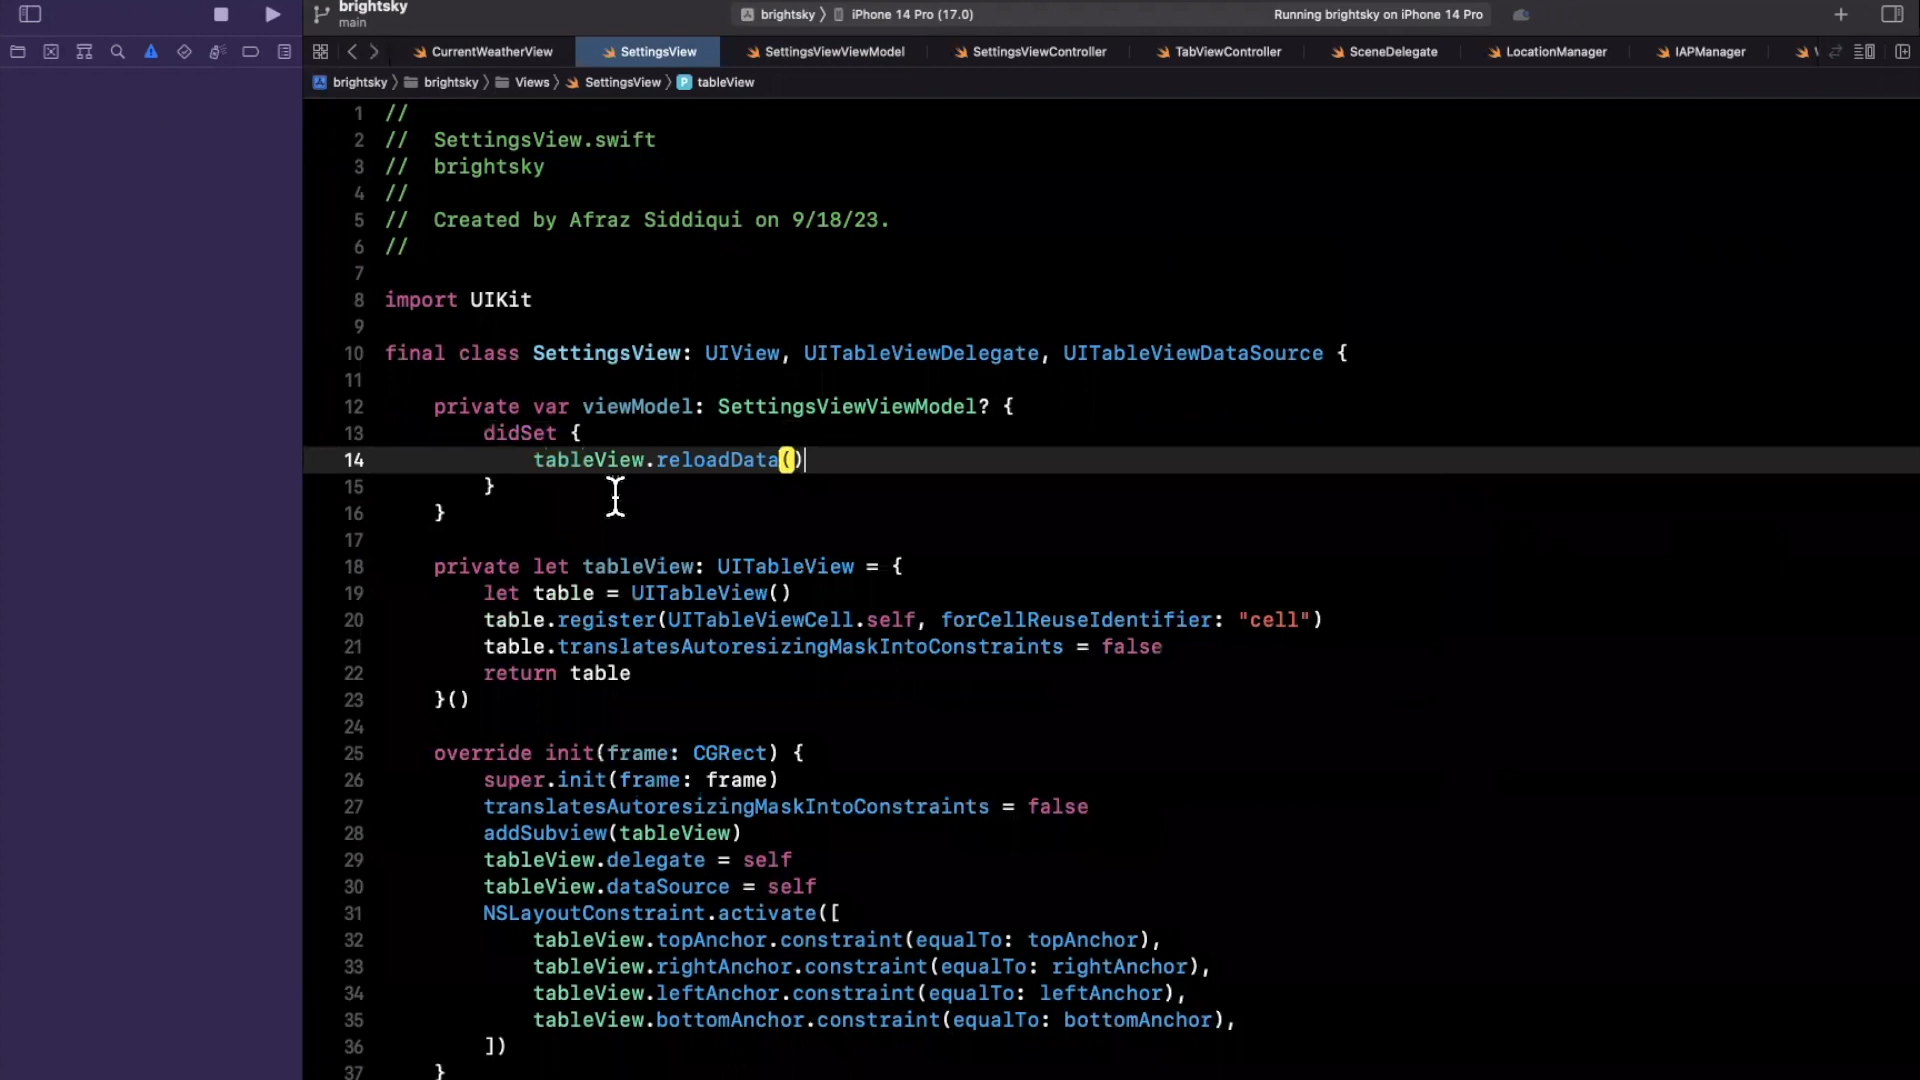 brightsky
main
brightsky
iPhone 14 Pro (17.0)
Running brightsky on iPhone 14 Pro
CurrentWeatherView
SettingsView
SettingsViewViewModel
SettingsViewController
TabViewController
SceneDelegate
LocationManager
IAPManager
brightsky
brightsky
Views
SettingsView
P tableView
1 //
2 //  SettingsView.swift
3 //  brightsky
4 //
5 //  Created by Afraz Siddiqui on 9/18/23.
6 //
7
8 import UIKit
9
10 final class SettingsView: UIView, UITableViewDelegate, UITableViewDataSource {
11
12     private var viewModel: SettingsViewViewModel? {
13         didSet {
14             tableView.reloadData()
15         }
16     }
17
18     private let tableView: UITableView = {
19         let table = UITableView()
20         table.register(UITableViewCell.self, forCellReuseIdentifier: "cell")
21         table.translatesAutoresizingMaskIntoConstraints = false
22         return table
23     }()
24
25     override init(frame: CGRect) {
26         super.init(frame: frame)
27         translatesAutoresizingMaskIntoConstraints = false
28         addSubview(tableView)
29         tableView.delegate = self
30         tableView.dataSource = self
31         NSLayoutConstraint.activate([
32             tableView.topAnchor.constraint(equalTo: topAnchor),
33             tableView.rightAnchor.constraint(equalTo: rightAnchor),
34             tableView.leftAnchor.constraint(equalTo: leftAnchor),
35             tableView.bottomAnchor.constraint(equalTo: bottomAnchor),
36         ])
37     }